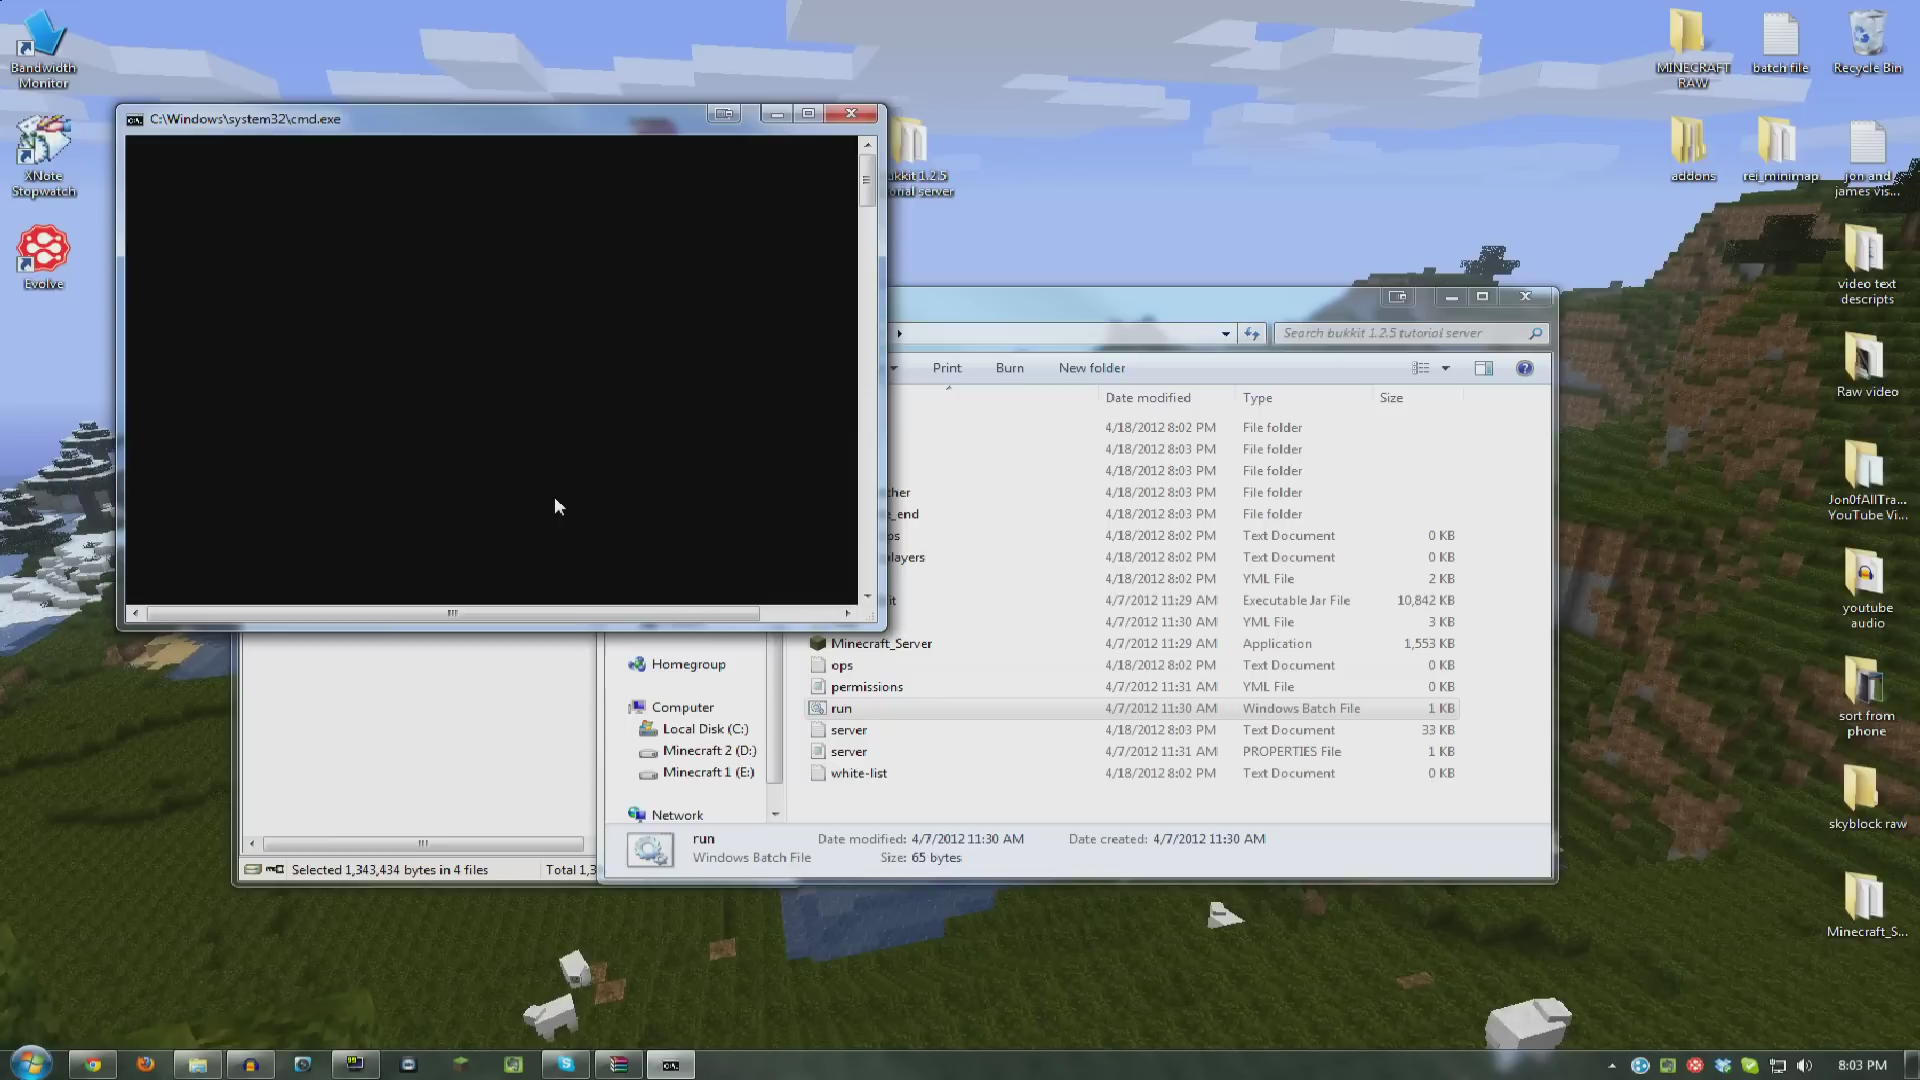 Bandwidth
Monitor
XNote
Stopwatch
Evolve
MINECRAFT
RAW
batch file
Recycle Bin
addons
rei_minimap
jon and
james vis...
video text
descripts
Raw video
Jon0fAllTra...
YouTube Vi...
youtube
audio
sort from
phone
skyblock raw
Minecraft_S...
C:\Windows\system32\cmd.exe
ukkit 1.2.5
onal server
Search bukkit 1.2.5 tutorial server
Print
Burn
New folder
Date modified
Type
Size
4/18/2012 8:02 PM File folder
4/18/2012 8:03 PM File folder
4/18/2012 8:03 PM File folder
her 4/18/2012 8:03 PM File folder
_end 4/18/2012 8:03 PM File folder
ps 4/18/2012 8:02 PM Text Document 0 KB
layers 4/18/2012 8:02 PM Text Document 0 KB
4/18/2012 8:02 PM YML File 2 KB
it 4/7/2012 11:29 AM Executable Jar File 10,842 KB
4/7/2012 11:30 AM YML File 3 KB
Minecraft_Server 4/7/2012 11:29 AM Application 1,553 KB
ops 4/18/2012 8:02 PM Text Document 0 KB
permissions 4/7/2012 11:31 AM YML File 0 KB
run 4/7/2012 11:30 AM Windows Batch File 1 KB
server 4/18/2012 8:03 PM Text Document 33 KB
server 4/7/2012 11:31 AM PROPERTIES File 1 KB
white-list 4/18/2012 8:02 PM Text Document 0 KB
Homegroup
Computer
Local Disk (C:)
Minecraft 2 (D:)
Minecraft 1 (E:)
Network
run Date modified: 4/7/2012 11:30 AM Date created: 4/7/2012 11:30 AM
Windows Batch File Size: 65 bytes
Selected 1,343,434 bytes in 4 files
Total 1,3
8:03 PM